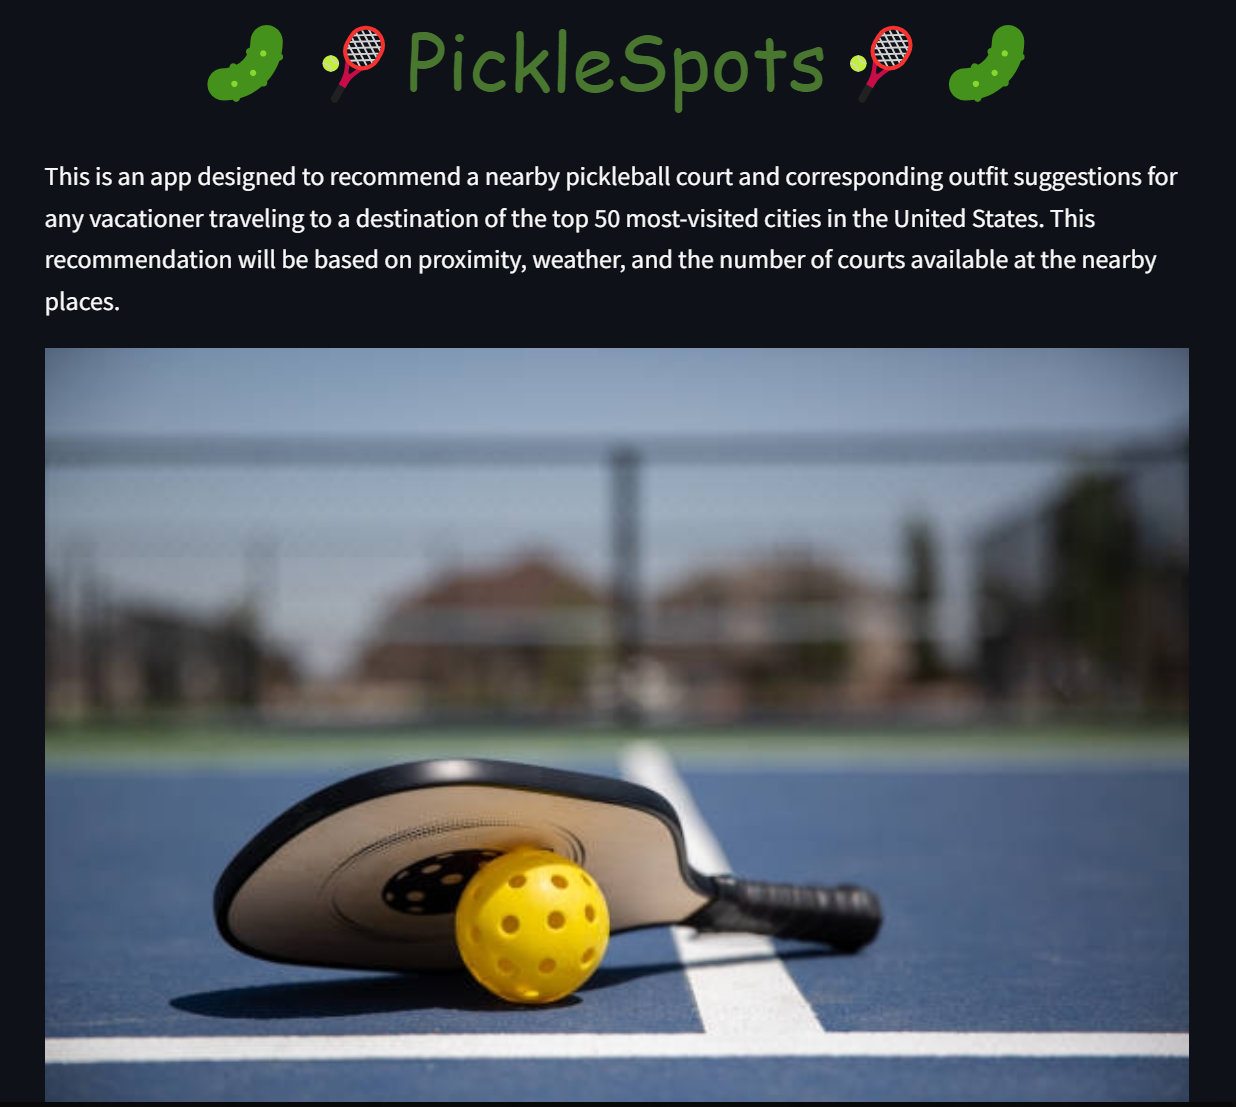 PickleSpots
This is an app designed to recommend a nearby pickleball court and corresponding outfit suggestions for
any vacationer traveling to a destination of the top 50 most-visited cities in the United States. This
recommendation will be based on proximity, weather, and the number of courts available at the nearby
places.